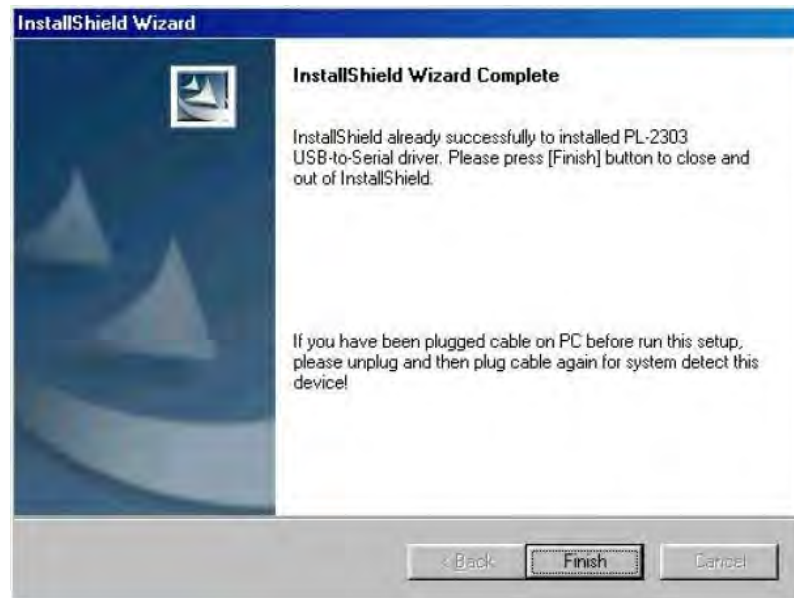 InstallShield Wizard
InstallShield Wizard Complete
InstallShield already successfully to installed PL-2303
USB-to-Serial driver. Please press [Finish] button to close and
out of InstallShield.
If you have been plugged cable on PC before run this setup,
please unplug and then plug cable again for system detect this
device!
< Back Finish Cancel